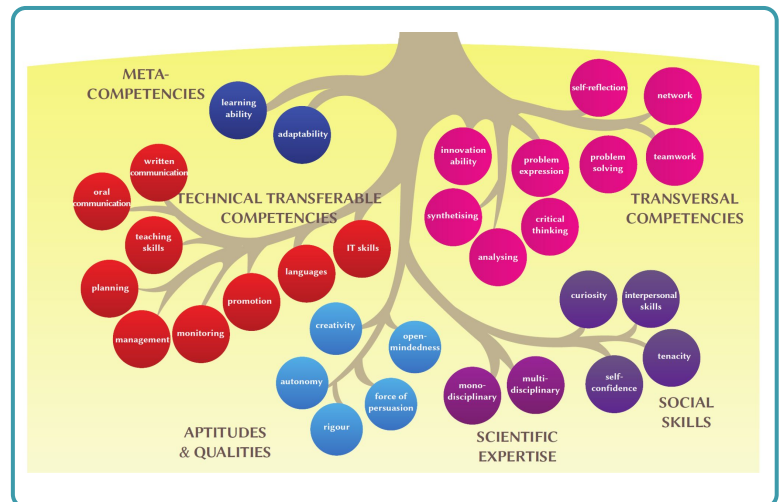 META-
COMPETENCIES
learning
ability
adaptability
written
communication
oral
communication
teaching
skills
planning
management
monitoring
promotion
languages
IT skills
TECHNICAL TRANSFERABLE
COMPETENCIES
self-reflection
network
innovation
ability
problem
expression
problem
solving
teamwork
synthetising
critical
thinking
analysing
TRANSVERSAL
COMPETENCIES
creativity
open-
mindedness
autonomy
force of
persuasion
rigour
APTITUDES
& QUALITIES
mono-
disciplinary
multi-
disciplinary
SCIENTIFIC
EXPERTISE
curiosity
interpersonal
skills
tenacity
self-
confidence
SOCIAL
SKILLS